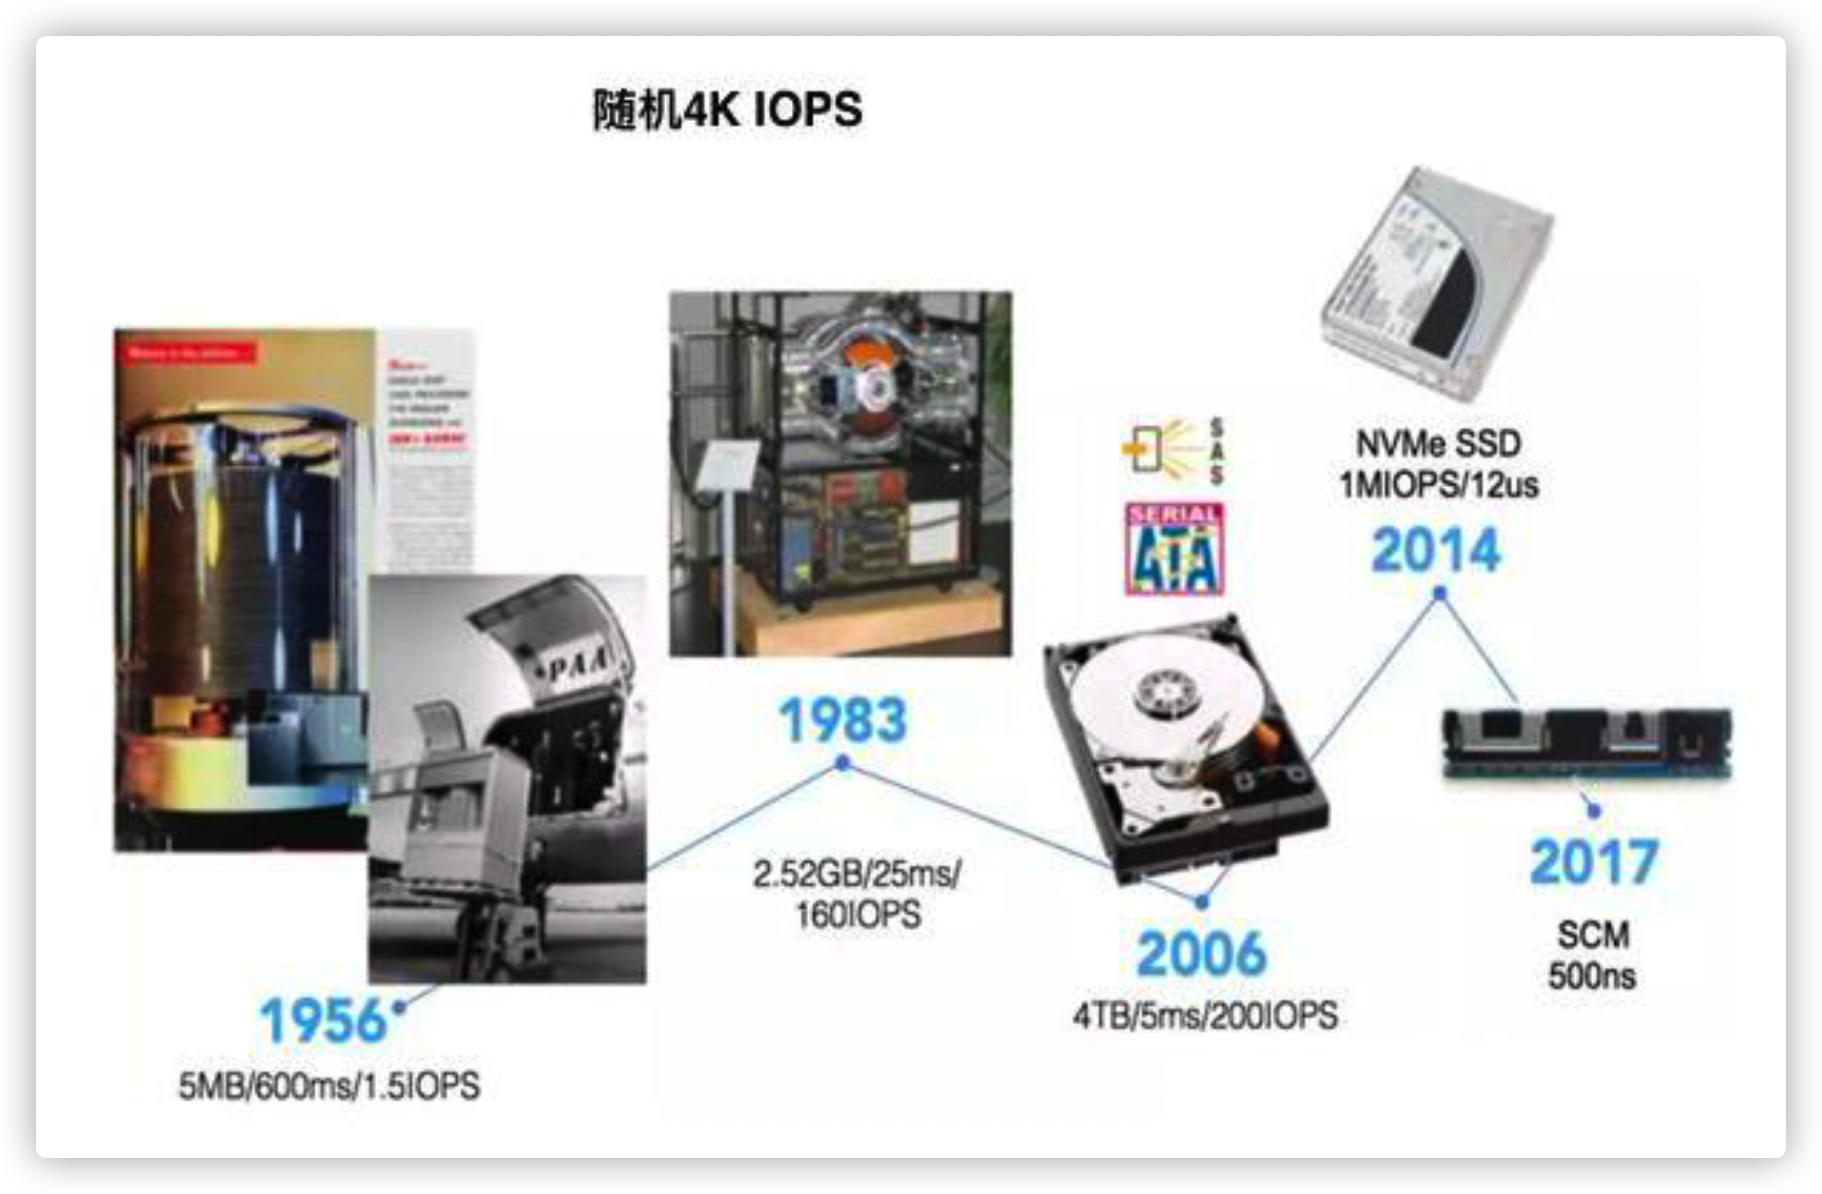 随机4K IOPS
PAA
1956
5MB/600ms/1.5IOPS
1983
2.52GB/25ms/
160IOPS
SAS
SERIAL
ATA
2006
4TB/5ms/200IOPS
NVMe SSD
1MIOPS/12us
2014
2017
SCM
500ns